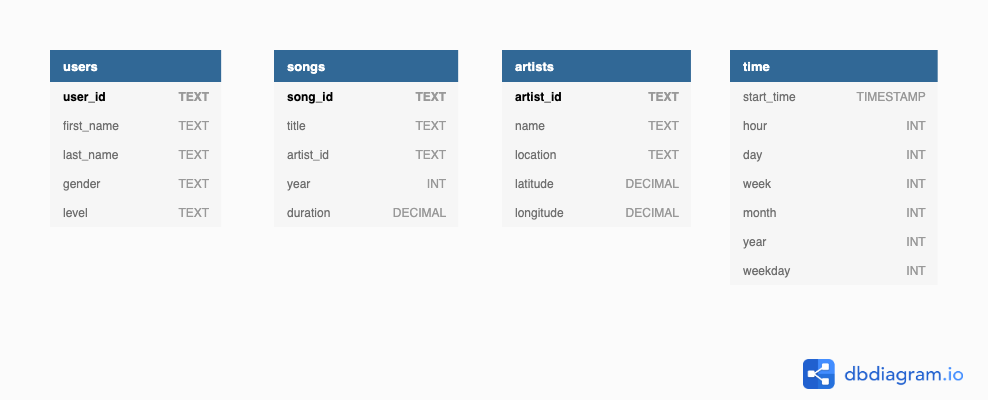 users
user_id TEXT
first_name TEXT
last_name TEXT
gender TEXT
level TEXT
songs
song_id TEXT
title TEXT
artist_id TEXT
year INT
duration DECIMAL
artists
artist_id TEXT
name TEXT
location TEXT
latitude DECIMAL
longitude DECIMAL
time
start_time TIMESTAMP
hour INT
day INT
week INT
month INT
year INT
weekday INT
dbdiagram.io